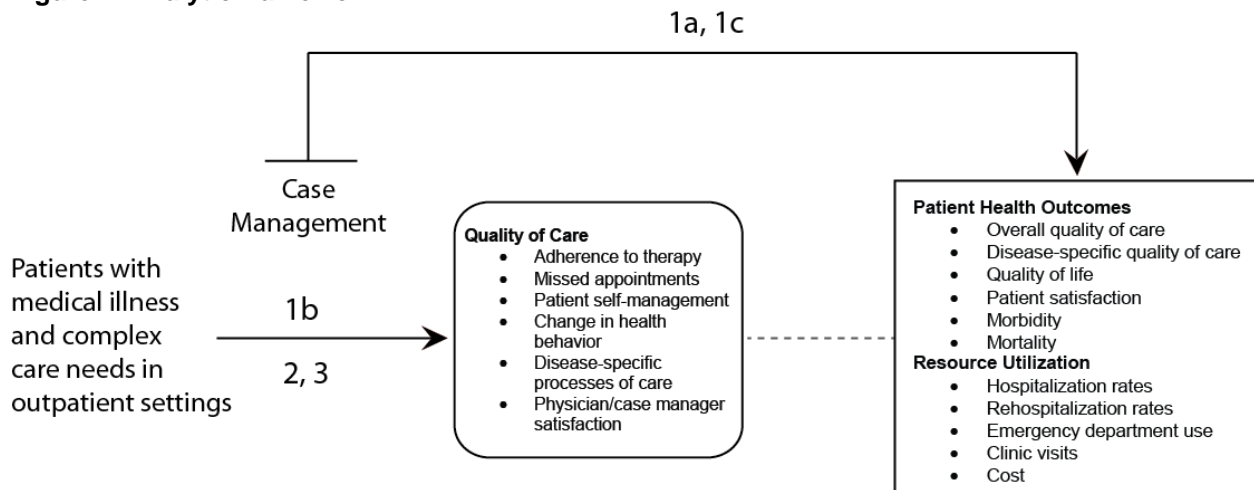 1a, 1c
Case
Management
Patients with
medical illness
and complex
care needs in
outpatient settings
1b
2, 3
Quality of Care
• Adherence to therapy
• Missed appointments
• Patient self-management
• Change in health
behavior
• Disease-specific
processes of care
• Physician/case manager
satisfaction
Patient Health Outcomes
• Overall quality of care
• Disease-specific quality of care
• Quality of life
• Patient satisfaction
• Morbidity
• Mortality
Resource Utilization
• Hospitalization rates
• Rehospitalization rates
• Emergency department use
• Clinic visits
• Cost